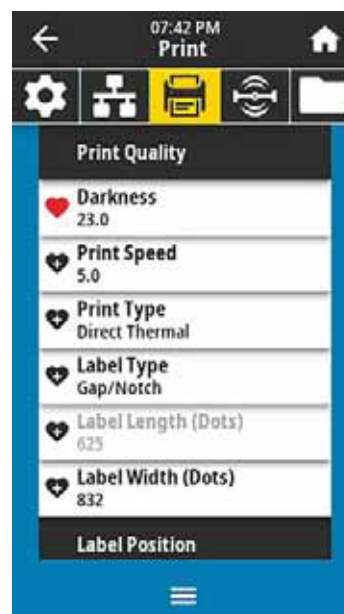 07:42 PM
Print
Print Quality
Darkness
23.0
Print Speed
5.0
Print Type
Direct Thermal
Label Type
Gap/Notch
Label Length (Dots)
625
Label Width (Dots)
832
Label Position